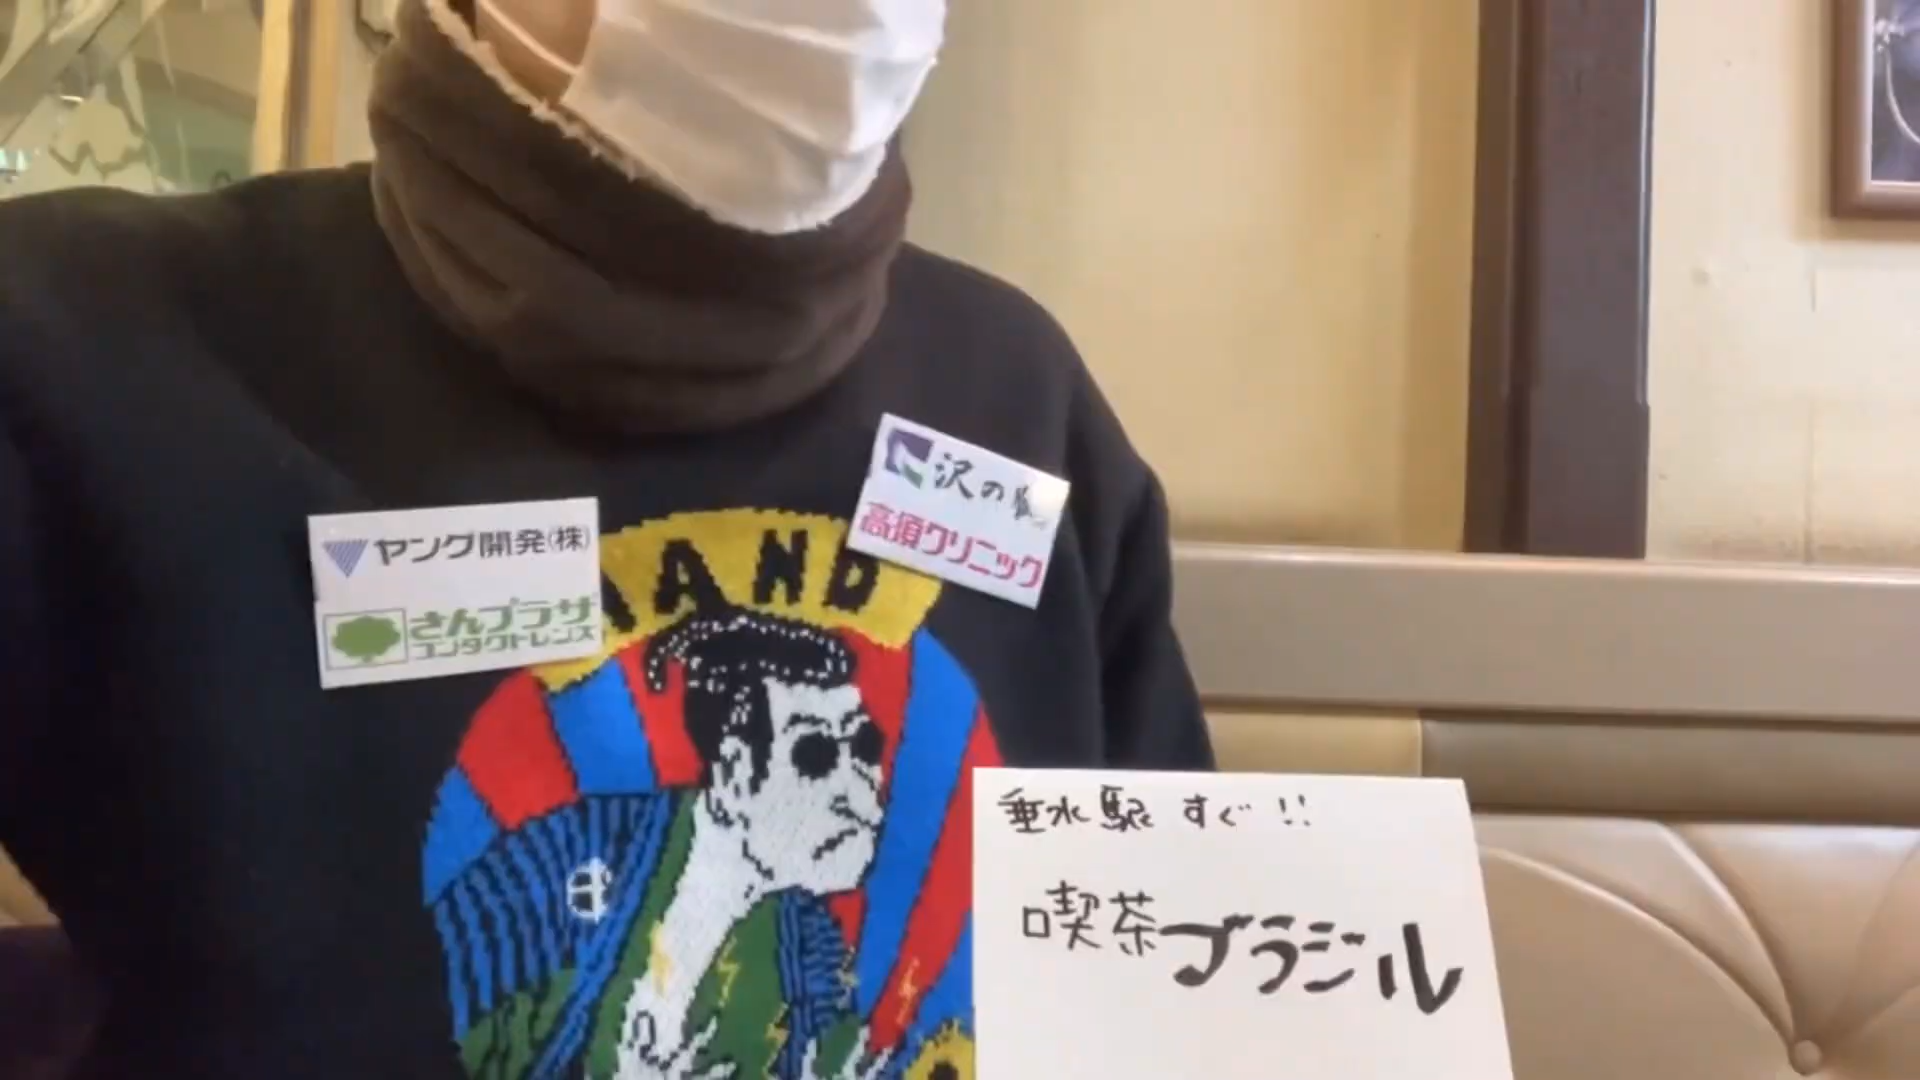 ヤング開発(株)
さんプラザ
コンタクトレンズ
沢の
高須クリニック
AND
垂水駅 すぐ!!
喫茶ブラジル